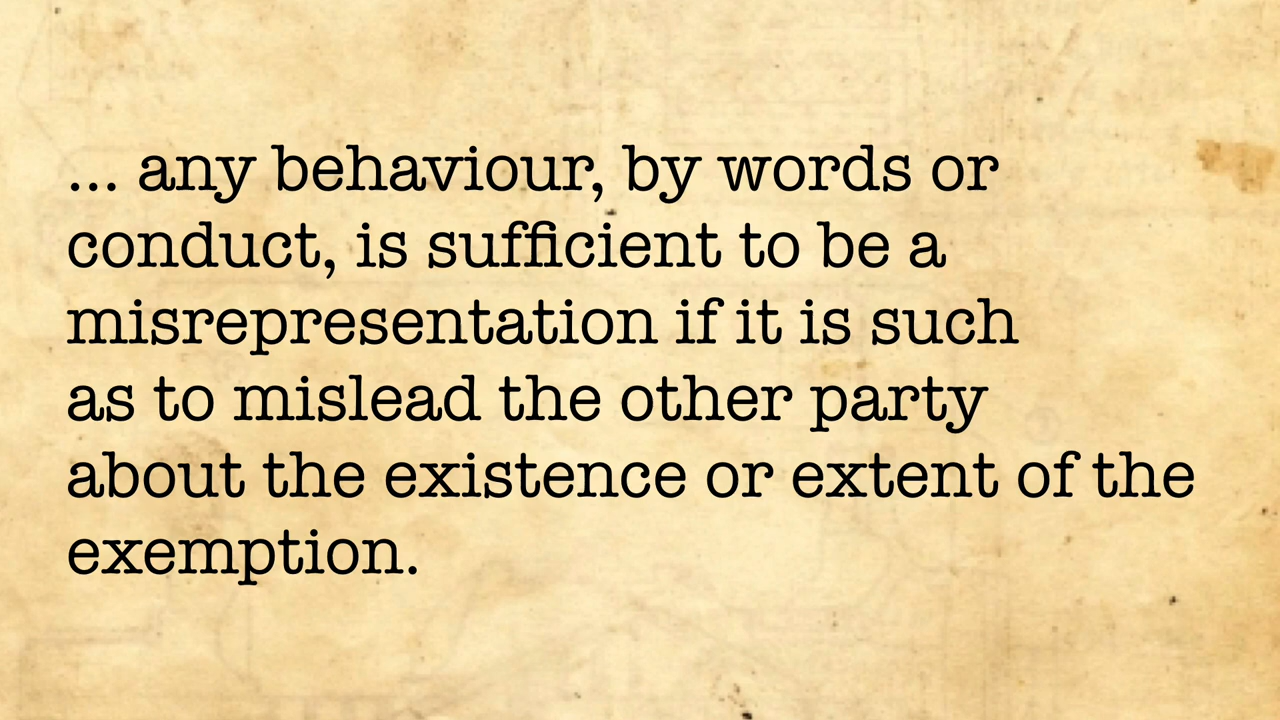 ... any behaviour, by words or
conduct, is sufficient to be a
misrepresentation if it is such
as to mislead the other party
about the existence or extent of the
exemption.